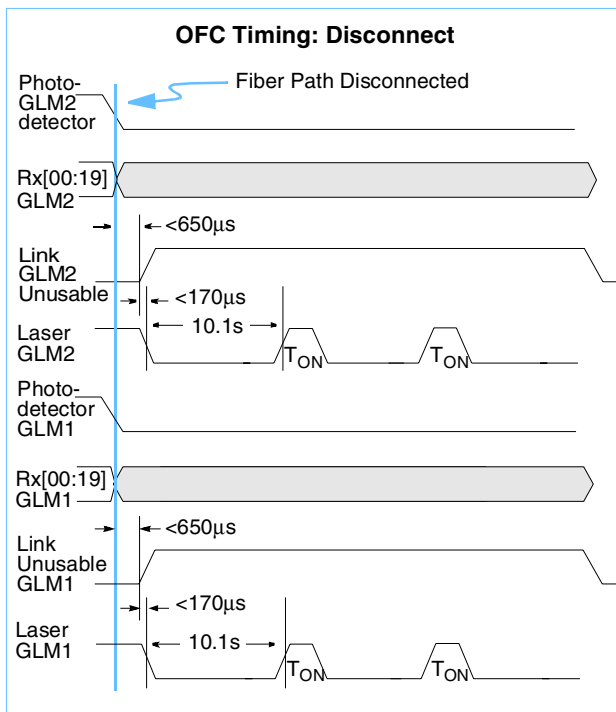 OFC Timing: Disconnect
Fiber Path Disconnected
Photo-
GLM2
detector
Rx[00:19]
GLM2
<650µs
Link
GLM2
Unusable
<170µs
10.1s
Laser
GLM2
TON
TON
Photo-
detector
GLM1
Rx[00:19]
GLM1
<650µs
Link
Unusable
GLM1
<170µs
10.1s
Laser
GLM1
TON
TON